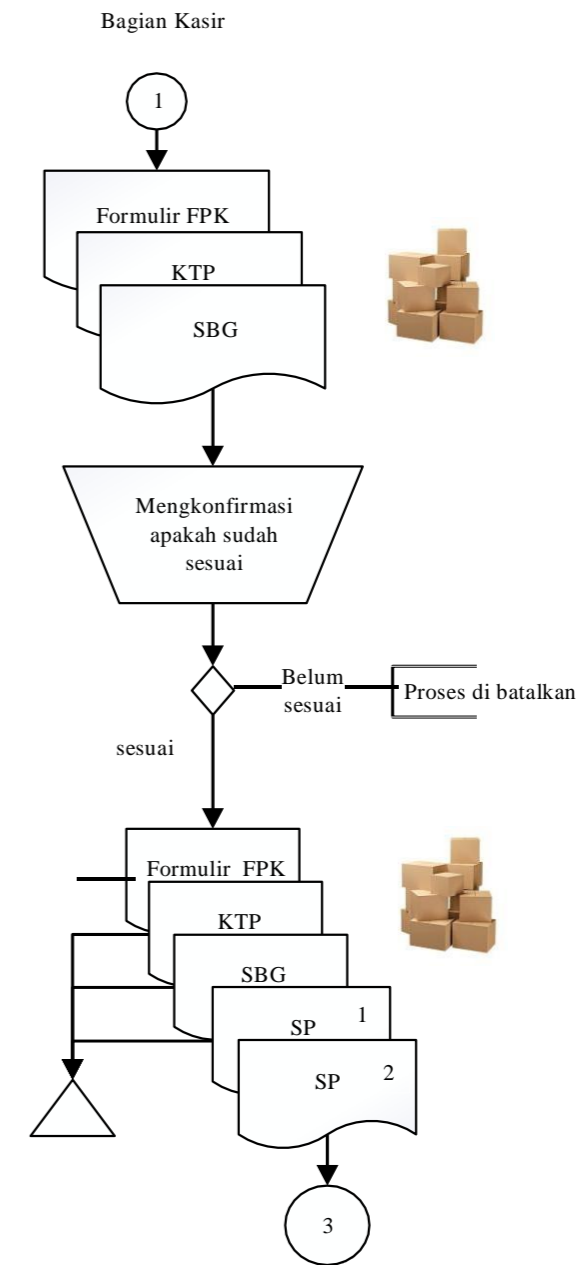 Bagian Kasir
1
Formulir FPK
KTP
SBG
Mengkonfirmasi
apakah sudah
sesuai
Belum
sesuai
Proses di batalkan
sesuai
Formulir FPK
KTP
SBG
SP 1
SP 2
3